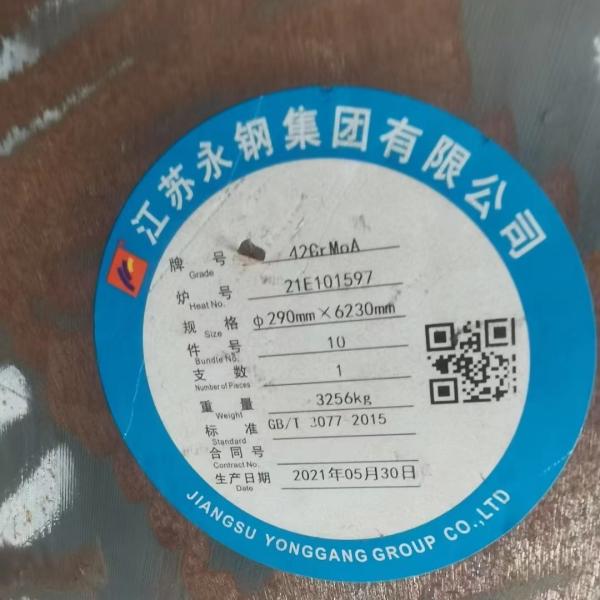 江苏永钢集团有限公司
牌号 42CrMoA
Grade
炉号 21E101597
Heat No.
规格 φ290mm×6230mm
Size
件号 10
Bundle No.
支数 1
Number of Pieces
重量 3256kg
Weight
标准 GB/T 3077-2015
Standard
合同号
Contract No.
生产日期 2021年05月30日
Date
JIANGSU YONGGANG GROUP CO.,LTD